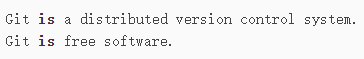 Git is a distributed version control system.
Git is free software.